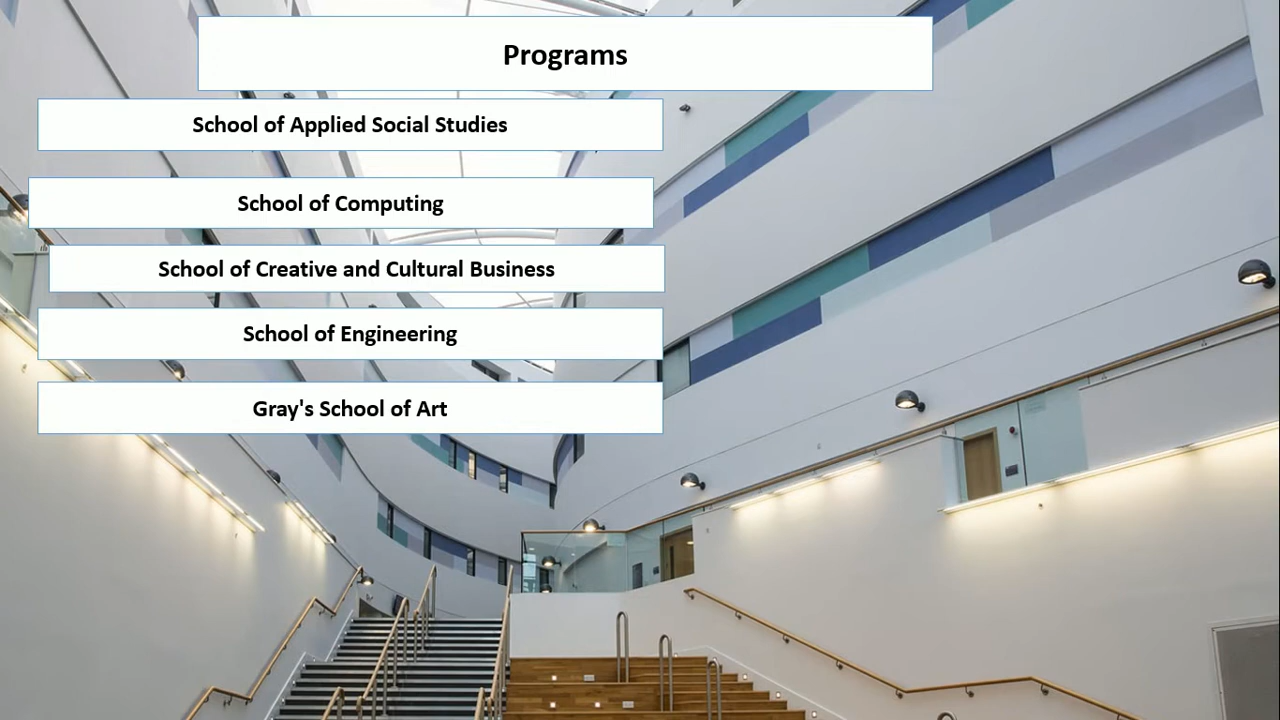 Programs
School of Applied Social Studies
School of Computing
School of Creative and Cultural Business
School of Engineering
Gray's School of Art